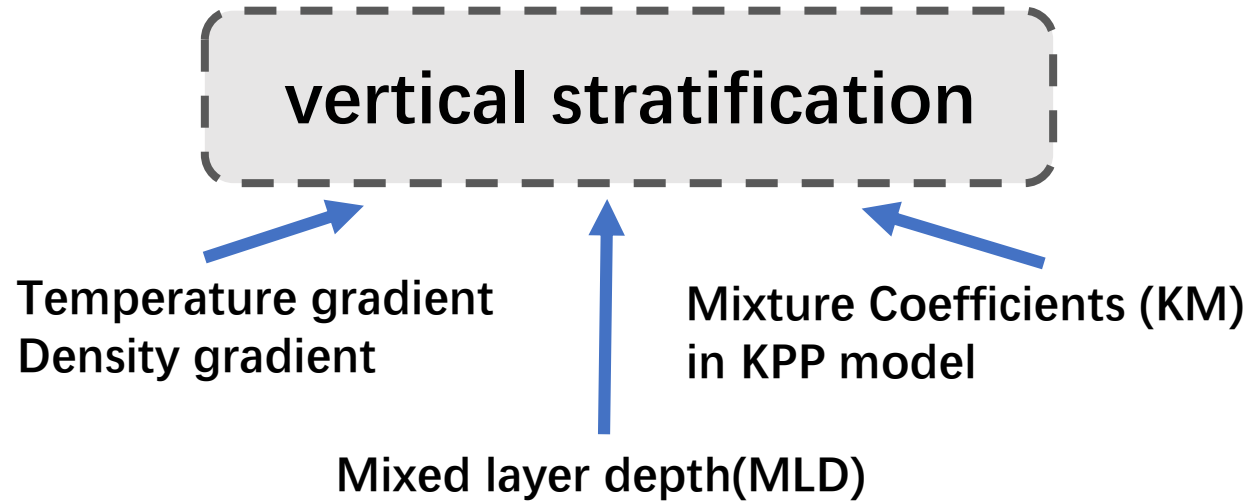 vertical stratification
Temperature gradient
Density gradient
Mixture Coefficients (KM)
in KPP model
Mixed layer depth(MLD)